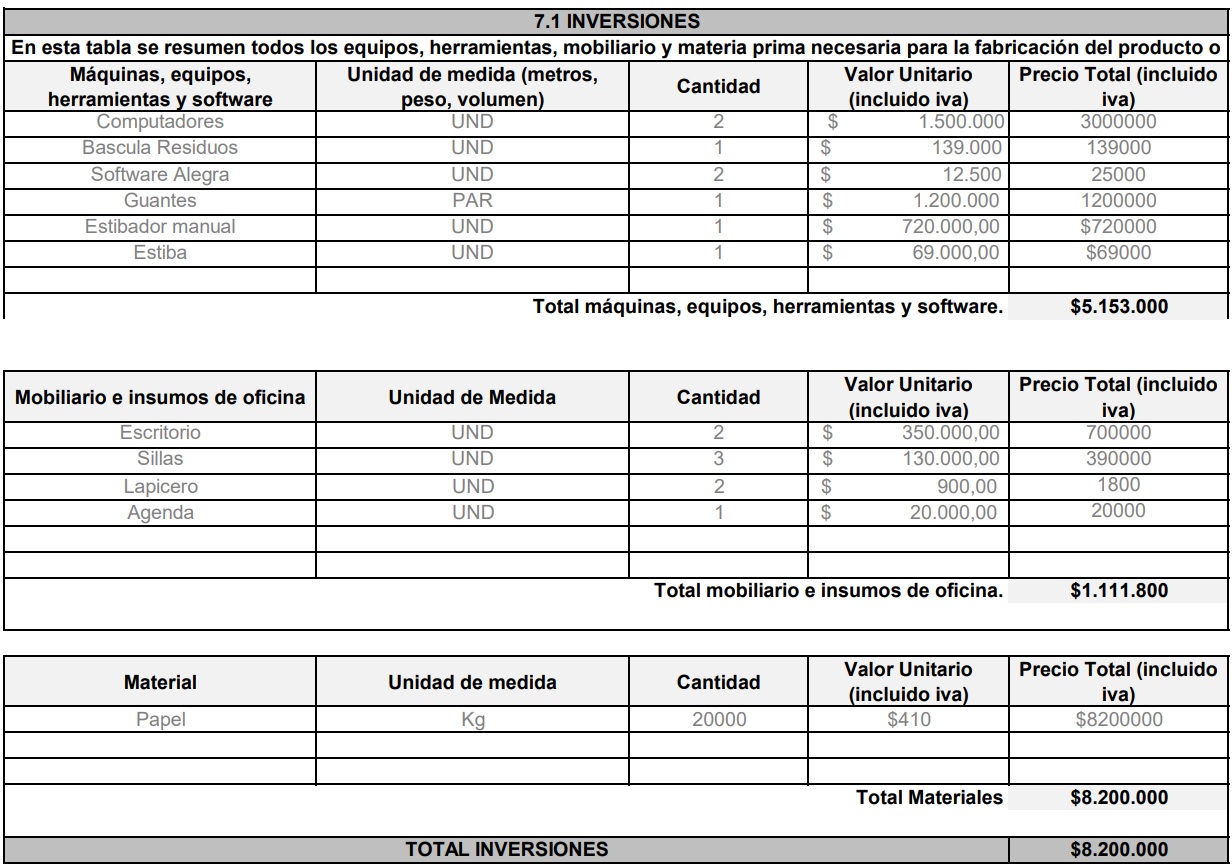 7.1 INVERSIONES
En esta tabla se resumen todos los equipos, herramientas, mobiliario y materia prima necesaria para la fabricación del producto o
Máquinas, equipos, herramientas y software Unidad de medida (metros, peso, volumen) Cantidad Valor Unitario (incluido iva) Precio Total (incluido iva)
Computadores UND 2 $ 1.500.000 3000000
Bascula Residuos UND 1 $ 139.000 139000
Software Alegra UND 2 $ 12.500 25000
Guantes PAR 1 $ 1.200.000 1200000
Estibador manual UND 1 $ 720.000,00 $720000
Estiba UND 1 $ 69.000,00 $69000
Total máquinas, equipos, herramientas y software. $5.153.000
Mobiliario e insumos de oficina Unidad de Medida Cantidad Valor Unitario (incluido iva) Precio Total (incluido iva)
Escritorio UND 2 $ 350.000,00 700000
Sillas UND 3 $ 130.000,00 390000
Lapicero UND 2 $ 900,00 1800
Agenda UND 1 $ 20.000,00 20000
Total mobiliario e insumos de oficina. $1.111.800
Material Unidad de medida Cantidad Valor Unitario (incluido iva) Precio Total (incluido iva)
Papel Kg 20000 $410 $8200000
Total Materiales $8.200.000
TOTAL INVERSIONES $8.200.000